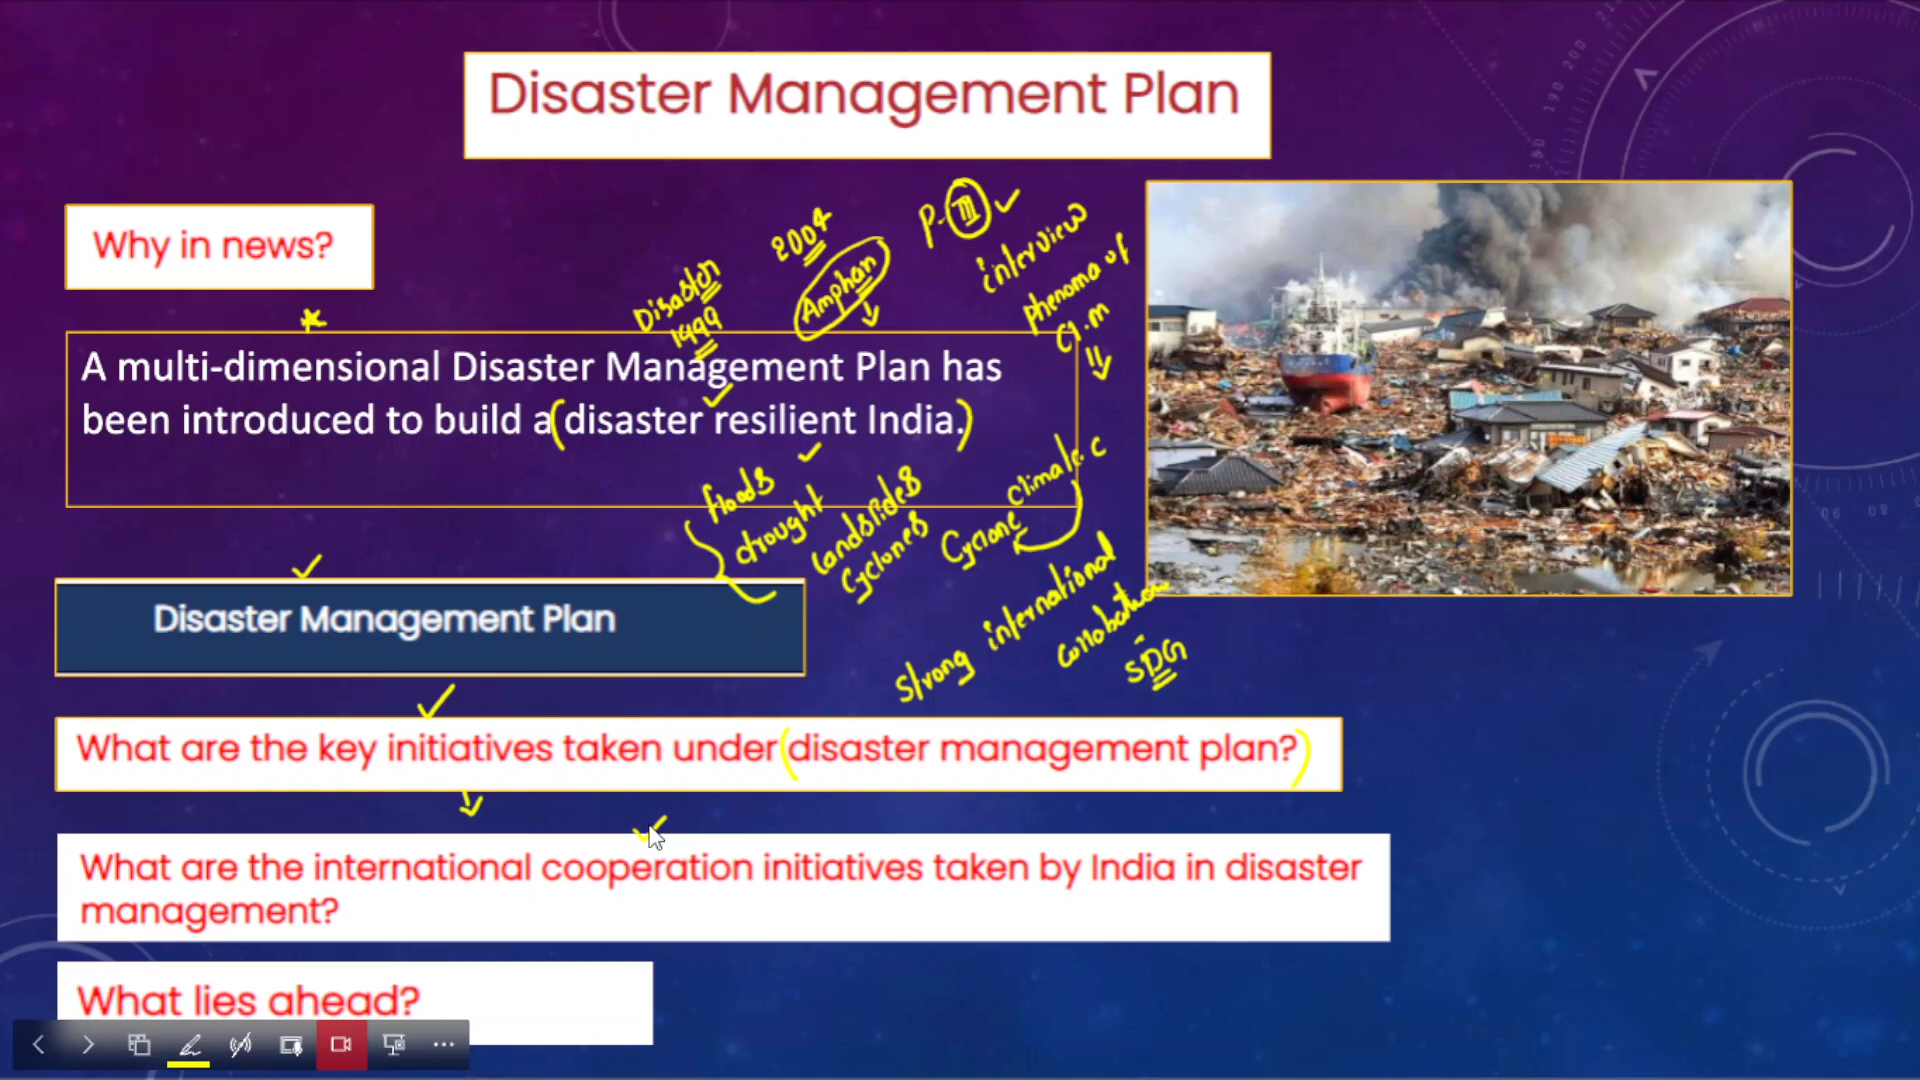 Disaster Management Plan
Why in news?
Disaster
1999
2004
Amphan
P-III
interview
phenoma of
Cl.m
A multi-dimensional Disaster Management Plan has
been introduced to build a (disaster resilient India.)
floods
drought
landslides
Cyclones
Climate. C
Cyclone
Strong international
SDG
Disaster Management Plan
What are the key initiatives taken under (disaster management plan?)
What are the international cooperation initiatives taken by India in disaster
management?
What lies ahead?